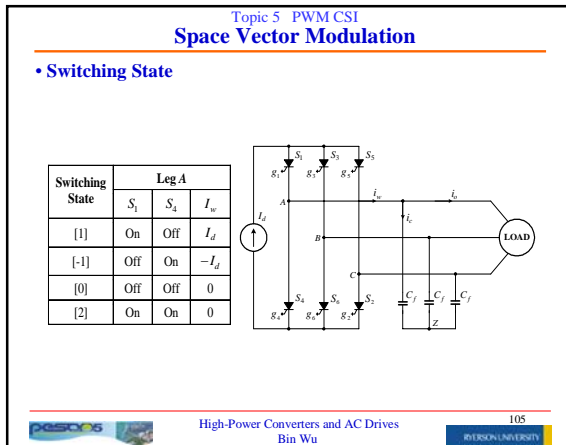 Topic 5 PWM CSI
Space Vector Modulation
• Switching State
Switching State Leg A
S1 S4 Iw
[1] On Off Id
[-1] Off On −Id
[0] Off Off 0
[2] On On 0
S1 S3 S5
g1 g3 g5
Id
A iw io
ic
B LOAD
C
S4 S6 S2 Cf Cf Cf
g4 g6 g2
Z
High-Power Converters and AC Drives
Bin Wu
105
pesc05
RYERSON UNIVERSITY